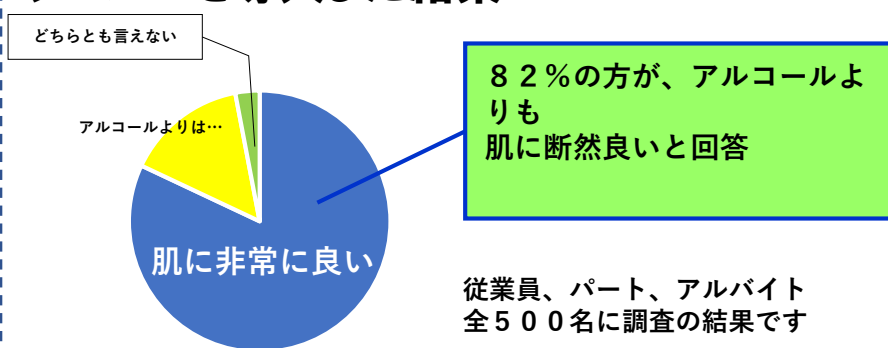 どちらとも言えない
アルコールよりは…
肌に非常に良い
８２％の方が、アルコールよ
りも
肌に断然良いと回答
従業員、パート、アルバイト
全５００名に調査の結果です